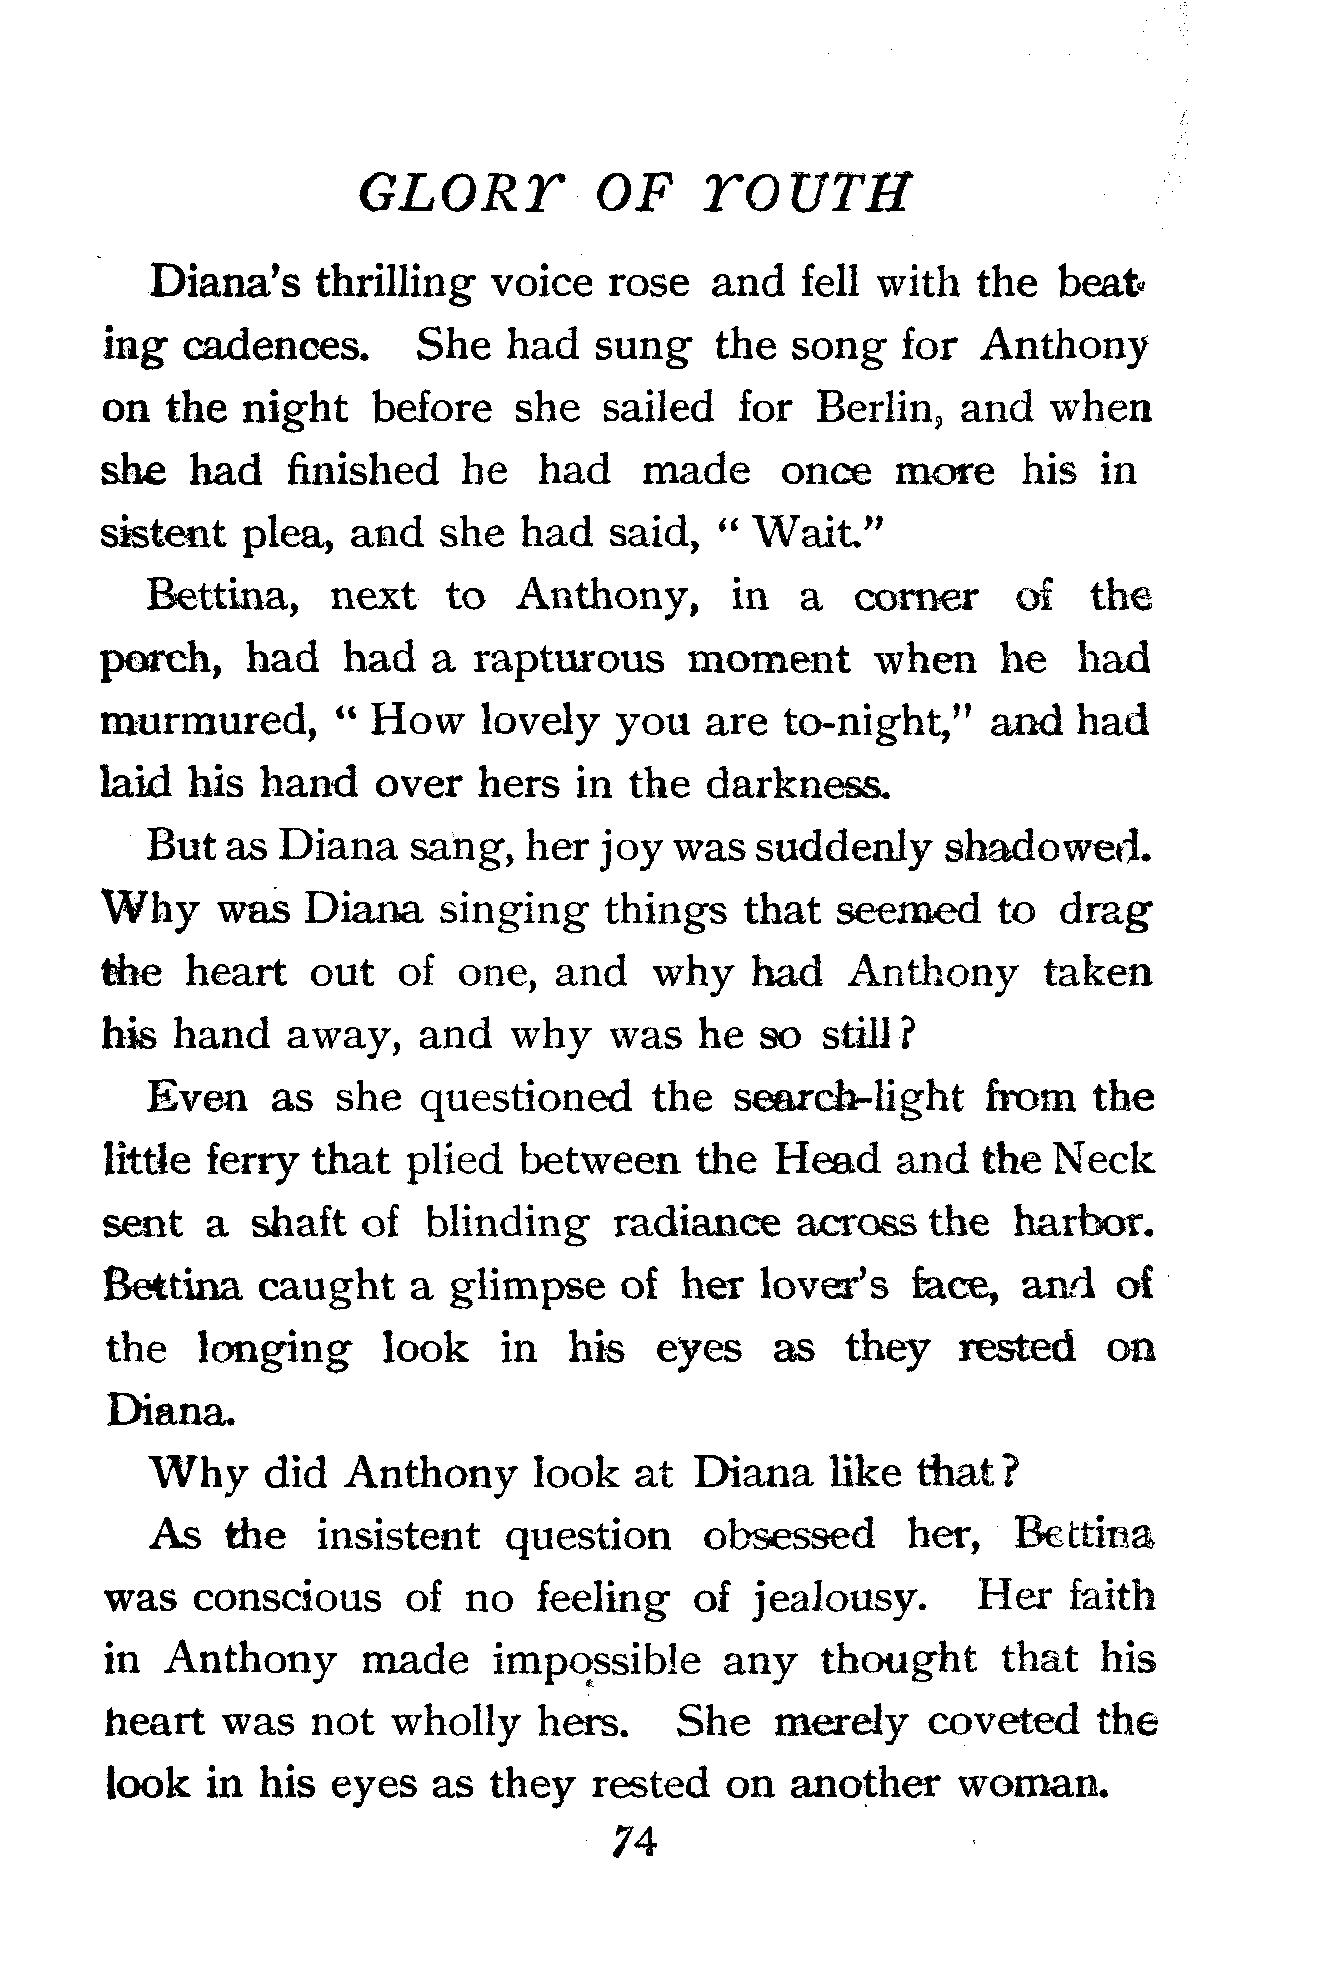 GLORY OF YOUTH
Diana's thrilling voice rose and fell with the beat-
ing cadences. She had sung the song for Anthony
on the night before she sailed for Berlin, and when
she had finished he had made once more his in
sistent plea, and she had said, “ Wait.”
Bettina, next to Anthony, in a corner of the
porch, had had a rapturous moment when he had
murmured, “ How lovely you are to-night,” and had
laid his hand over hers in the darkness.
But as Diana sang, her joy was suddenly shadowed.
Why was Diana singing things that seemed to drag
the heart out of one, and why had Anthony taken
his hand away, and why was he so still?
Even as she questioned the search-light from the
little ferry that plied between the Head and the Neck
sent a shaft of blinding radiance across the harbor.
Bettina caught a glimpse of her lover's face, and of
the longing look in his eyes as they rested on
Diana.
Why did Anthony look at Diana like that?
As the insistent question obsessed her, Bettina
was conscious of no feeling of jealousy. Her faith
in Anthony made impossible any thought that his
heart was not wholly hers. She merely coveted the
look in his eyes as they rested on another woman.
74